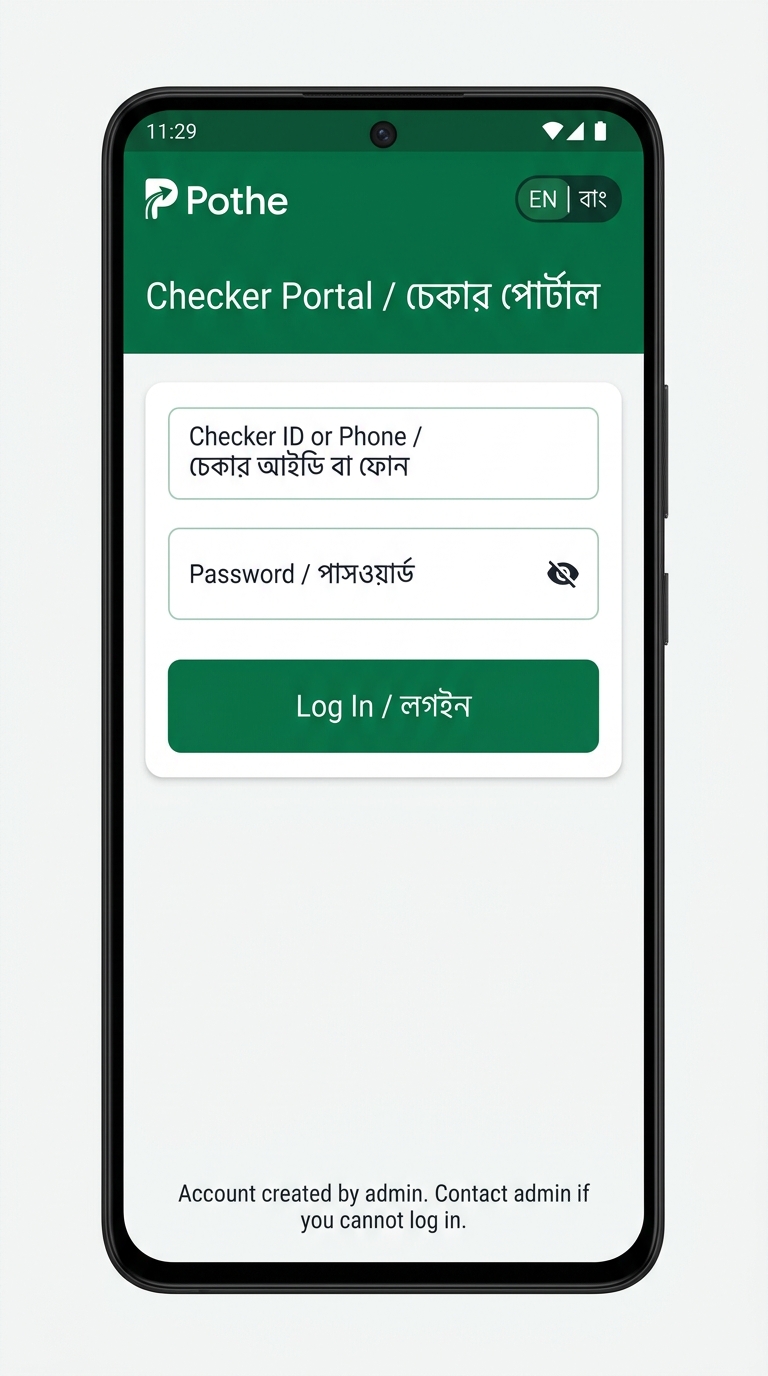 11:29
Pothe
EN | বাং
Checker Portal / চেকার পোর্টাল
Checker ID or Phone /
চেকার আইডি বা ফোন
Password / পাসওয়ার্ড
Log In / লগইন
Account created by admin. Contact admin if
you cannot log in.